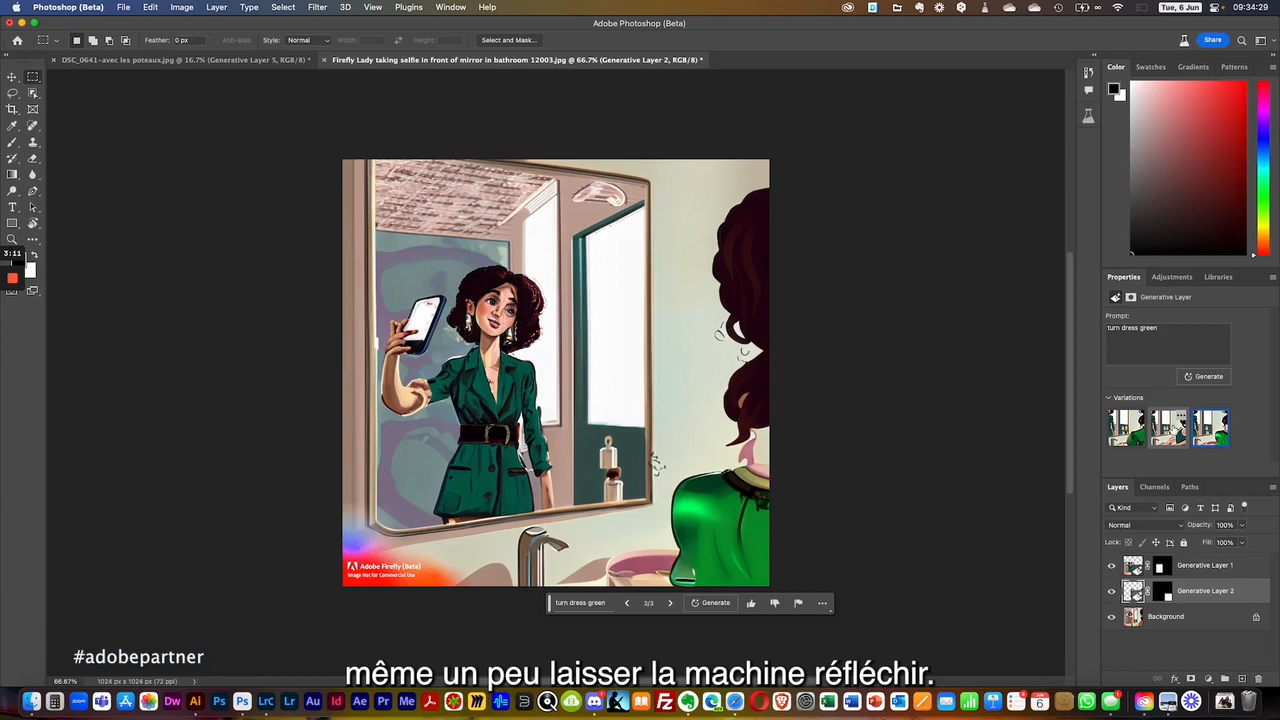 Photoshop (Beta) File Edit Image Layer Type Select Filter 3D View Plugins Window Help Tue, 6 Jun 09:34:29
Adobe Photoshop (Beta)
Feather: 0 px Anti-alias Style: Normal Width: Height: Select and Mask... Share
DSC_0641-avec les poteaux.jpg @ 16.7% (Generative Layer 5, RGB/8) * Firefly Lady taking selfie in front of mirror in bathroom 12003.jpg @ 66.7% (Generative Layer 2, RGB/8) *
Color Swatches Gradients Patterns
3:11
Properties Adjustments Libraries
Generative Layer
Prompt:
turn dress green
Generate
Variations
Layers Channels Paths
Kind
Normal Opacity: 100%
Lock: Fill: 100%
Generative Layer 1
Generative Layer 2
Background
Adobe Firefly (Beta)
Image Not for Commercial Use
turn dress green 3/3 Generate
#adobepartner
même un peu laisser la machine réfléchir.
66.67% 1024 px x 1024 px (72 ppi)